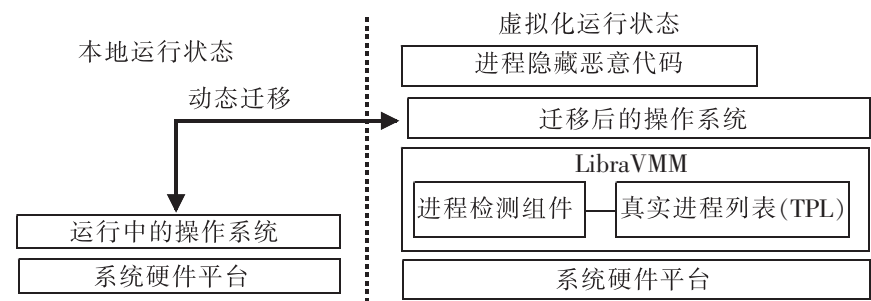 本地运行状态
动态迁移
运行中的操作系统
系统硬件平台
虚拟化运行状态
进程隐藏恶意代码
迁移后的操作系统
LibraVMM
进程检测组件
真实进程列表(TPL)
系统硬件平台